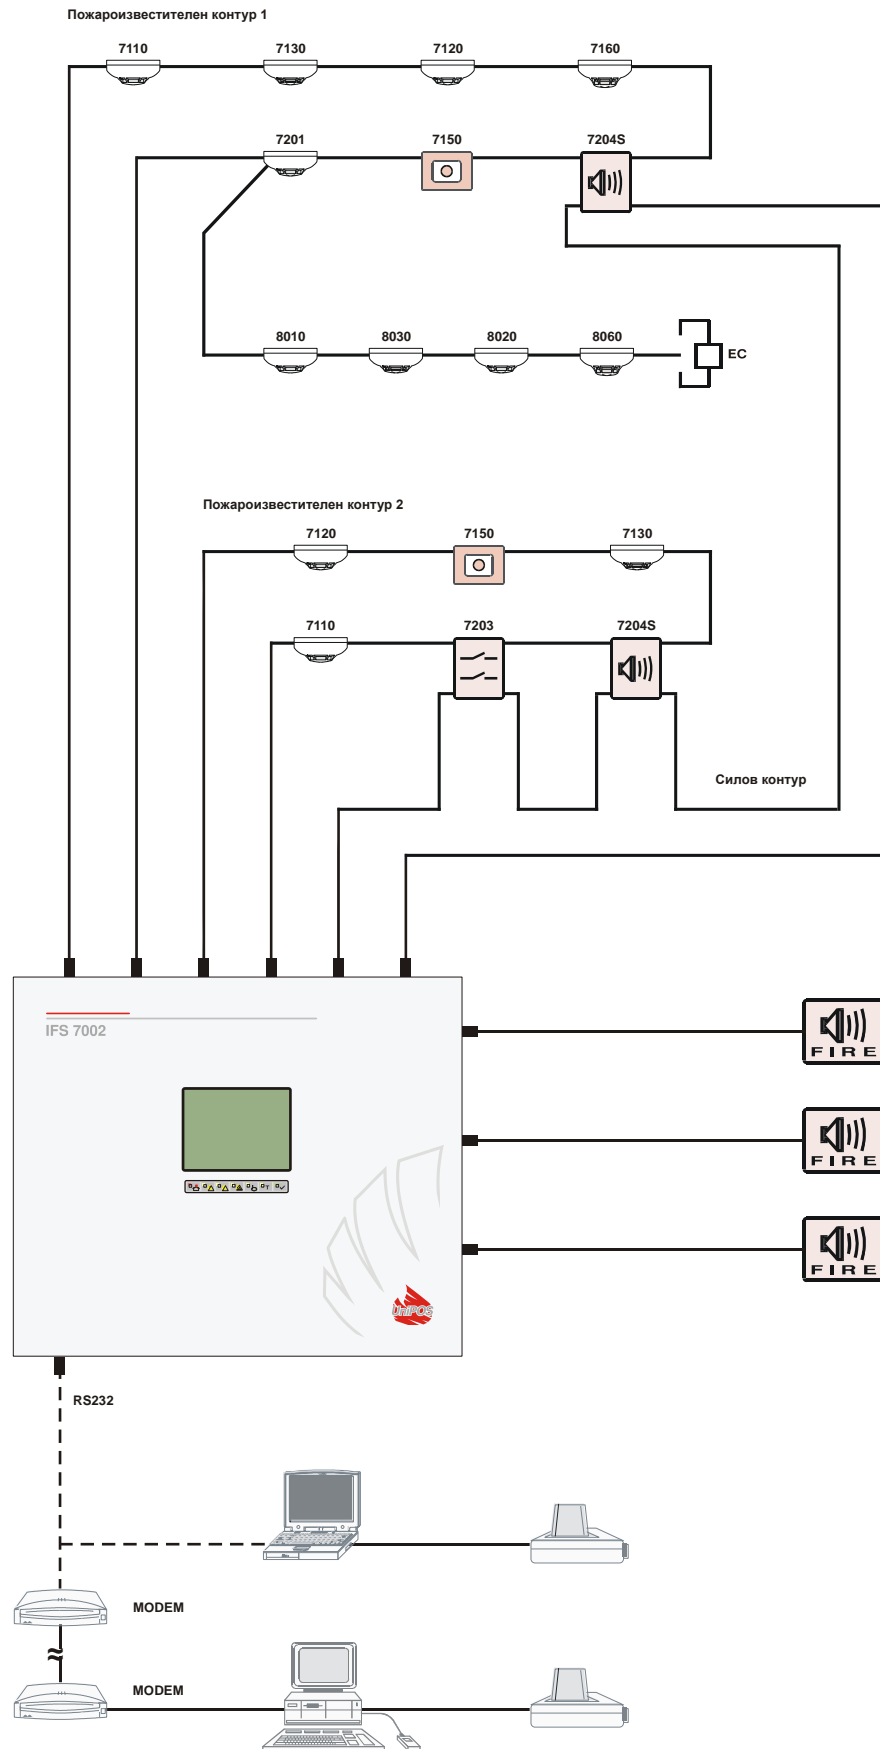 Пожароизвестителен контур 1
7110 7130 7120 7160
7201 7150 7204S
8010 8030 8020 8060
EC
Пожароизвестителен контур 2
7120 7150 7130
7110 7203 7204S
Силов контур
IFS 7002
FIRE
FIRE
FIRE
UniPOS
RS232
MODEM
MODEM